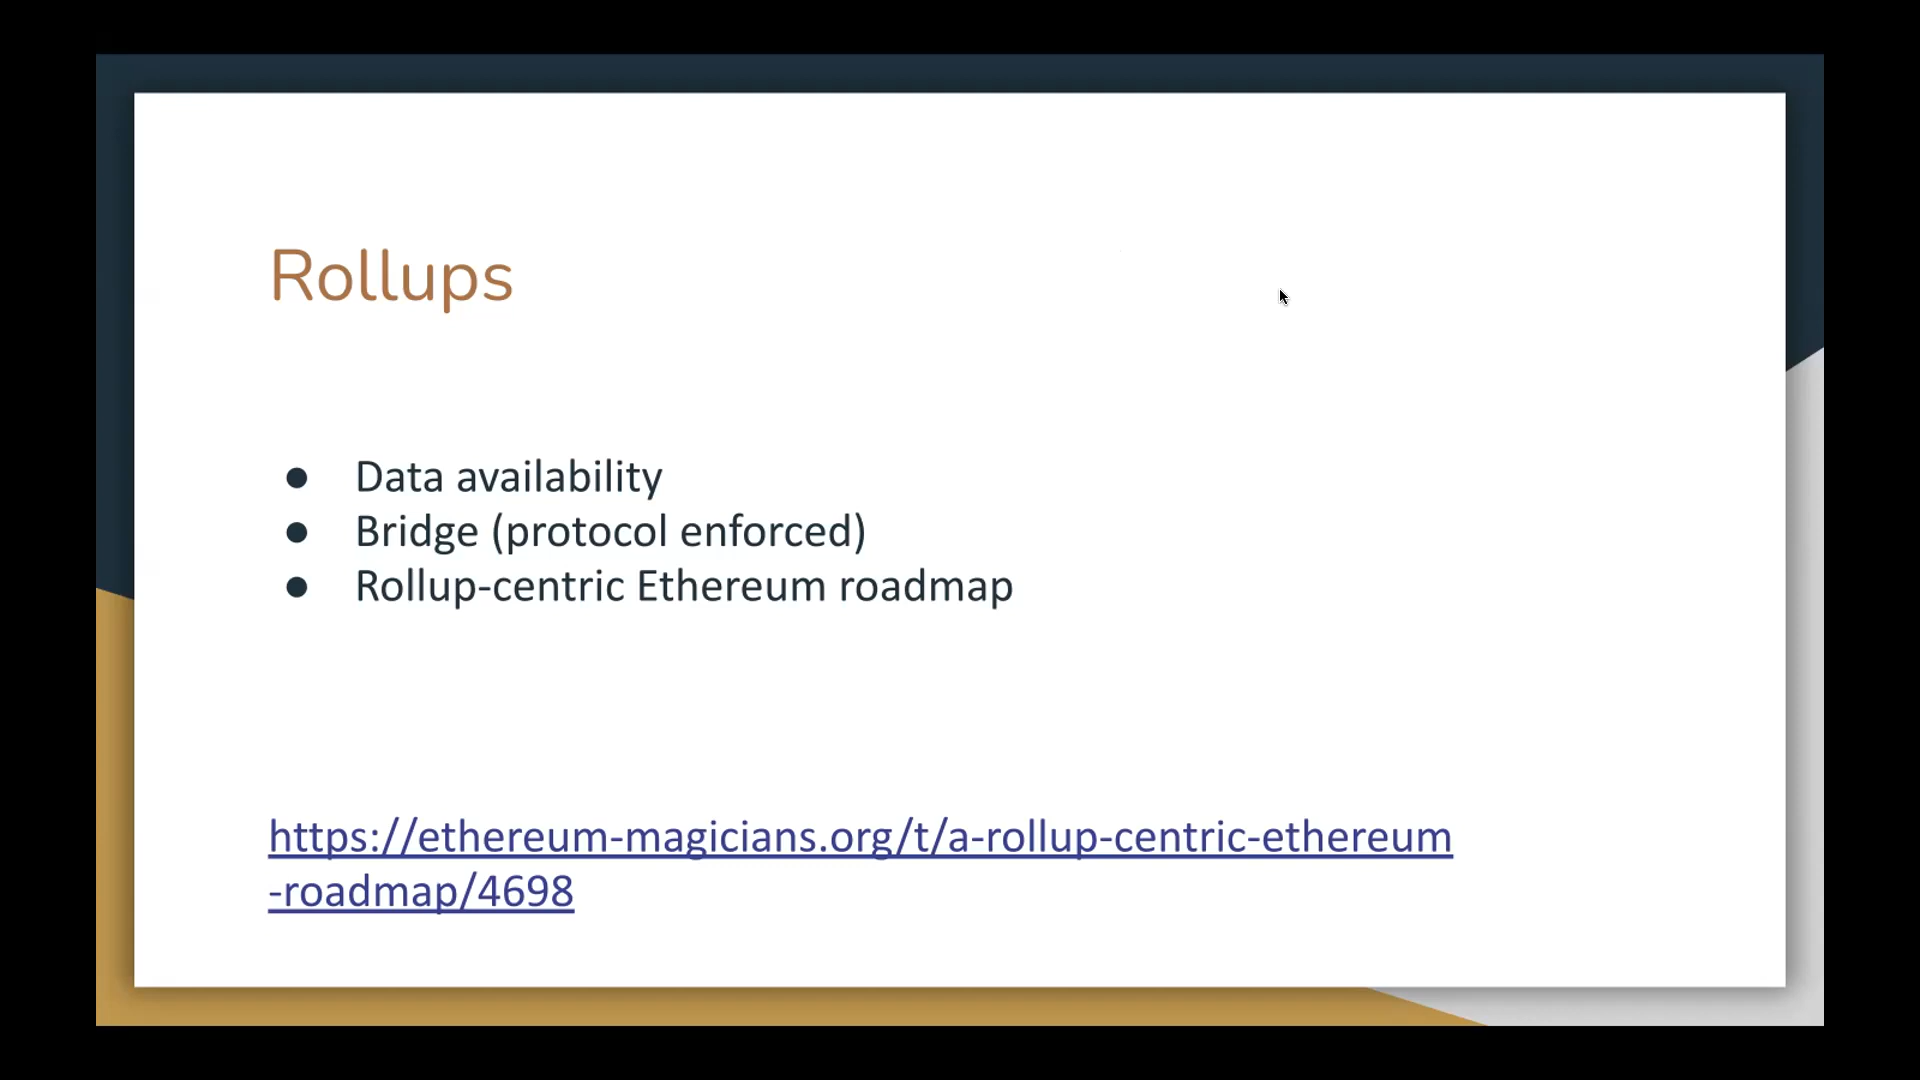 Rollups
● Data availability
● Bridge (protocol enforced)
● Rollup-centric Ethereum roadmap
https://ethereum-magicians.org/t/a-rollup-centric-ethereum
-roadmap/4698